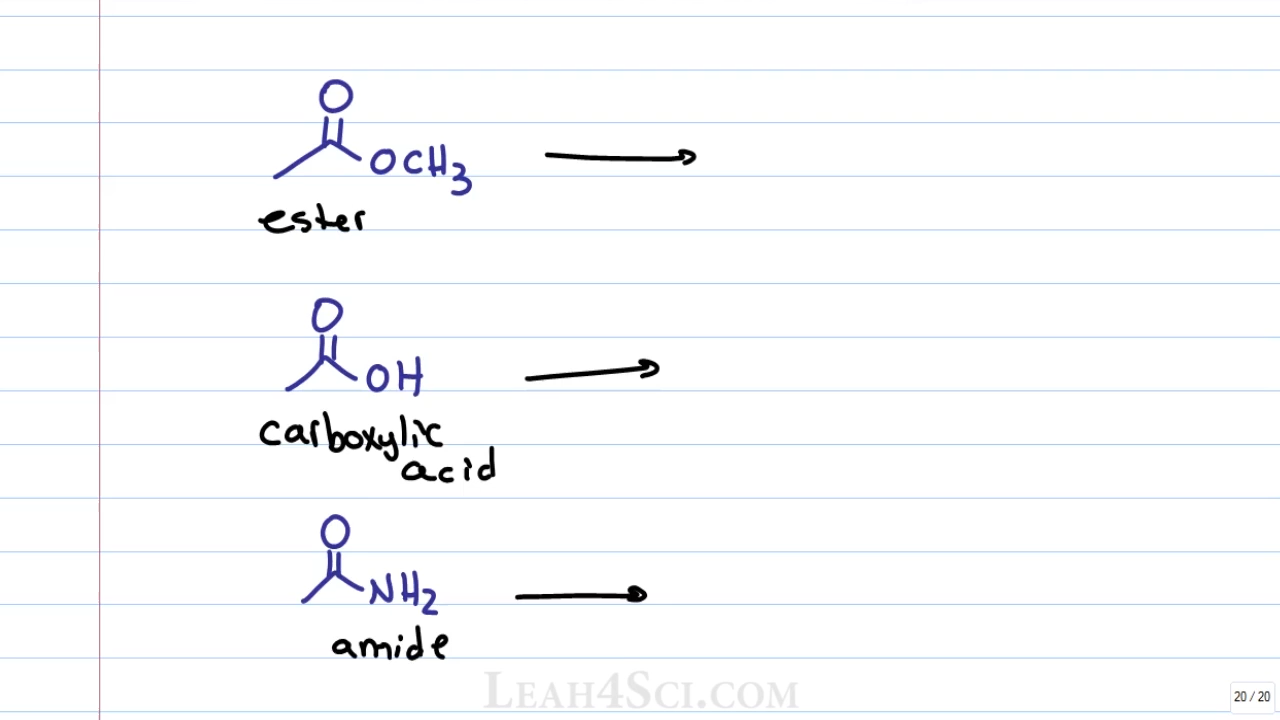 O
OCH3
ester
O
OH
carboxylic
acid
O
NH2
amide
LEAH4SCI.COM
20 / 20